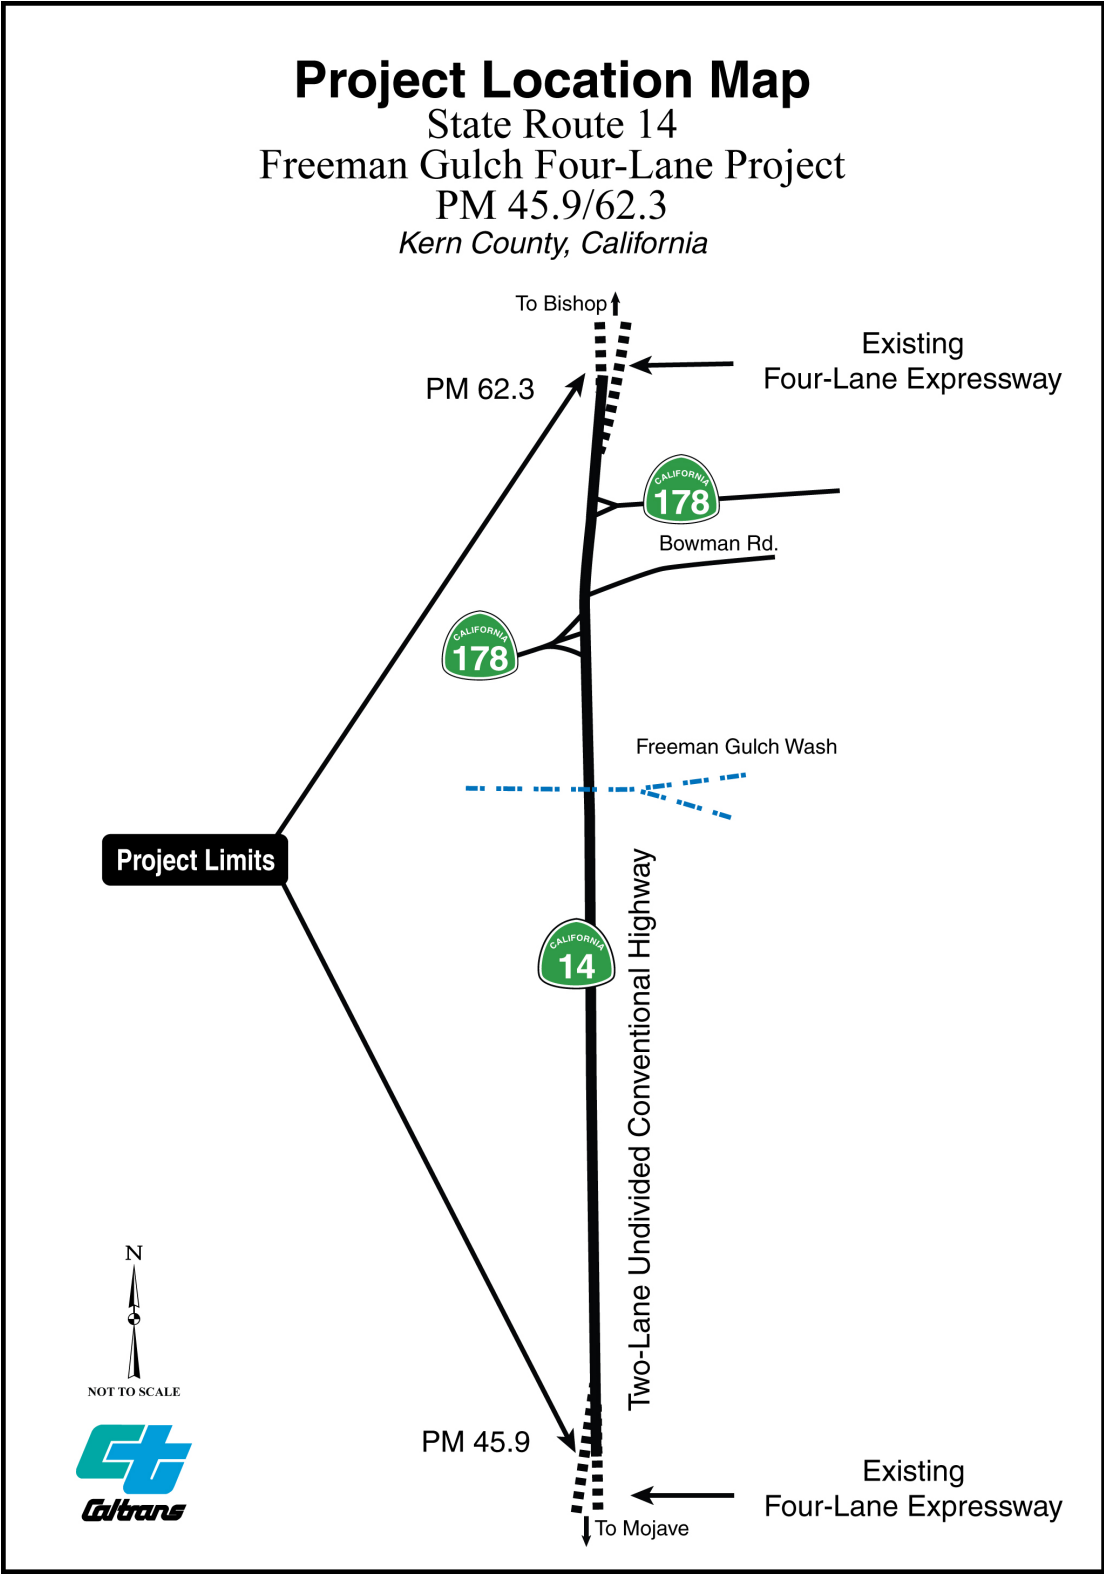 Project Location Map
State Route 14
Freeman Gulch Four-Lane Project
PM 45.9/62.3
Kern County, California
To Bishop
Existing
Four-Lane Expressway
PM 62.3
CALIFORNIA
178
Bowman Rd.
CALIFORNIA
178
Freeman Gulch Wash
Project Limits
CALIFORNIA
14
Two-Lane Undivided Conventional Highway
N
NOT TO SCALE
Caltrans
PM 45.9
Existing
Four-Lane Expressway
To Mojave